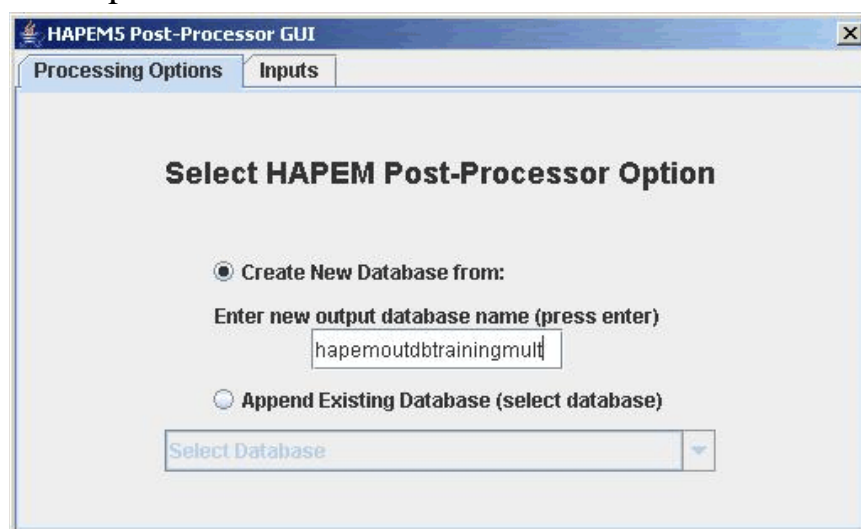 HAPEM5 Post-Processor GUI
Processing Options Inputs
Select HAPEM Post-Processor Option
Create New Database from:
Enter new output database name (press enter)
hapemoutdbtrainingmult
Append Existing Database (select database)
Select Database